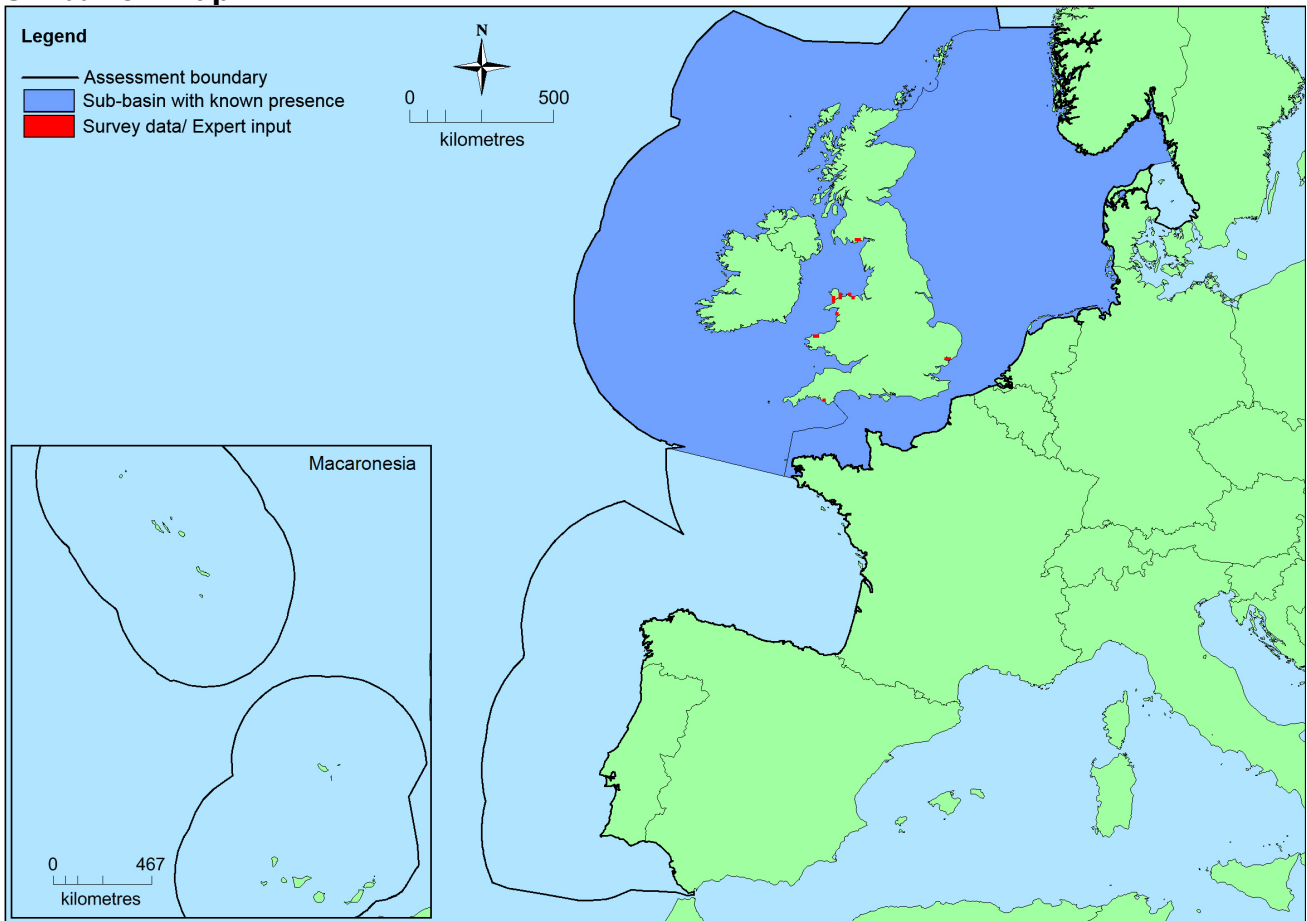 Legend
Assessment boundary
Sub-basin with known presence
Survey data/ Expert input
N
0 500
kilometres
Macaronesia
0 467
kilometres